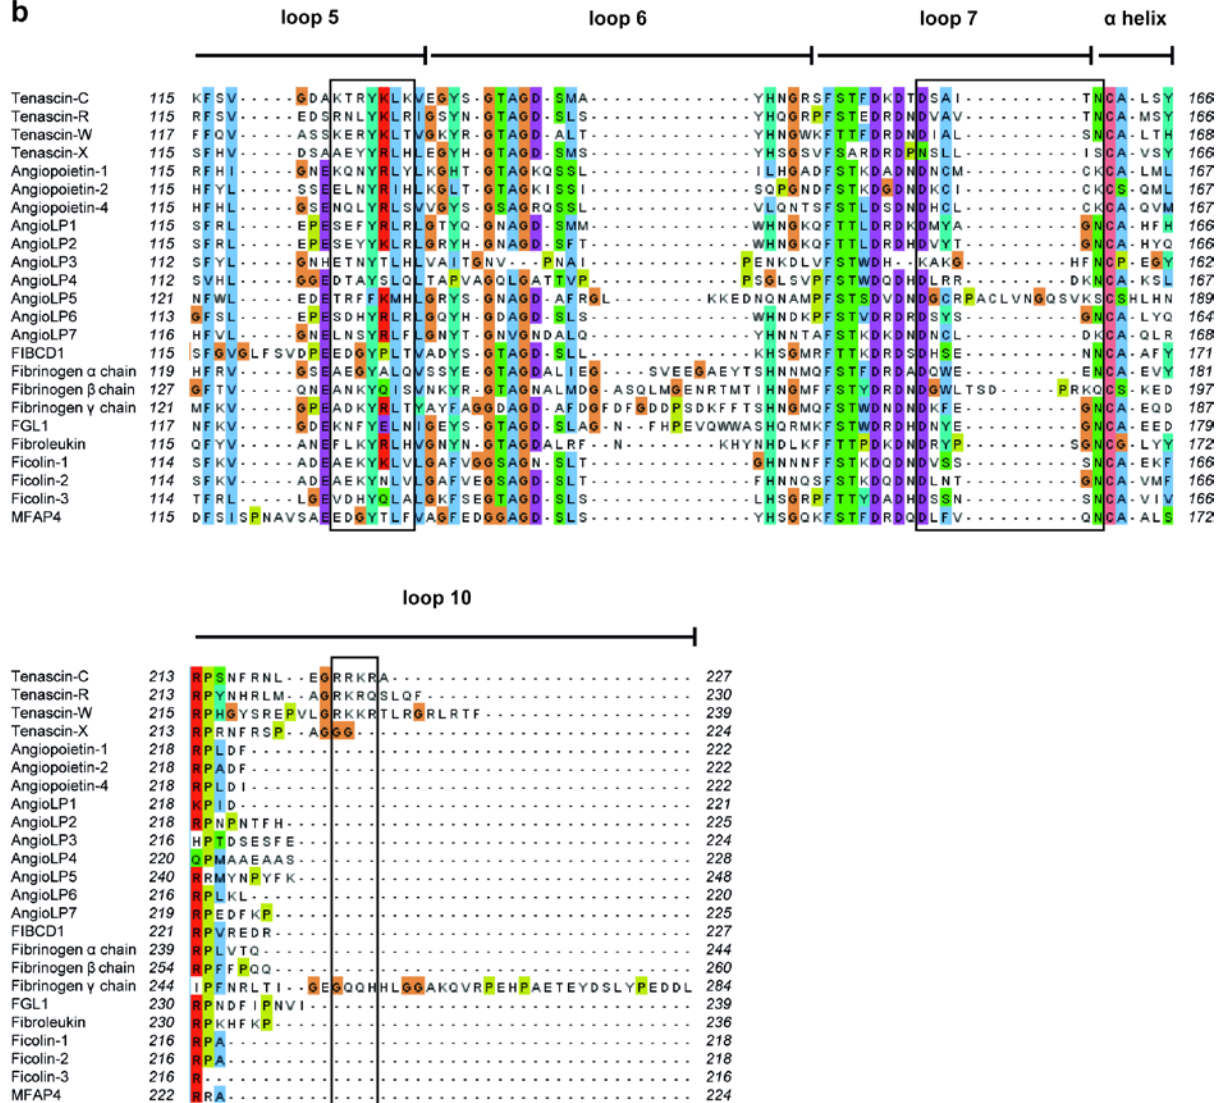 b
loop 5 loop 6 loop 7 α helix
Tenascin-C 115 KFSV-----GDAKTRYKLKVEGYS-GTAGD-SMA--------------YHNGRSFSTFDKDTDSAI----------TNCA-LSY 166
Tenascin-R 115 RFSV-----EDSRNLYKLRIGSYN-GTAGD-SLS--------------YHQGRPFSTEDRDNDVAV----------TNCA-MSY 166
Tenascin-W 117 FFQV-----ASSKERYKLTVGKYR-GTAGD-ALT--------------YHNGWKFTTFDRDNDIAL----------SNCA-LTH 168
Tenascin-X 115 SFHV-----DSAAEYYRLHLEGYH-GTAGD-SMS--------------YHSGSVFSARDRDPNSLL----------ISCA-VSY 166
Angiopoietin-1 115 RFHI-----GNEKQNYRLYLKGHT-GTAGKQSSL--------------ILHGADFSTKDADNDNCM----------CKCA-LML 167
Angiopoietin-2 115 HFYL-----SSEELNYRIHLKGLT-GTAGKISSI--------------SQPGNDFSTKDGDNDKCI----------CKCS-QML 167
Angiopoietin-4 115 HFHL-----GSENQLYRLSVVGYS-GSAGRQSSL--------------VLQNTSFSTLDSDNDHCL----------CKCA-QVM 167
AngioLP1 115 SFRL-----EPESEFYRLRLGTYQ-GNAGD-SMM--------------WHNGKQFTTLDRDKDMYA----------GNCA-HFH 166
AngioLP2 115 SFRL-----EPESEYYKLRLGRYH-GNAGD-SFT--------------WHNGKQFTTLDRDHDVYT----------GNCA-HYQ 166
AngioLP3 112 SFYL-----GNHETNYTLHLVAITGNV---PNAI-------------PENKDLVFSTWDH--KAKG---------HFNCP-EGY 162
AngioLP4 112 SVHL-----GGEDTAYSLQLTAPVAGQLGATTVP-------------PSGLSVPFSTWDQDHDLRR---------DKNCA-KSL 167
AngioLP5 121 NFWL-----EDETRFFKMHLGRYS-GNAGD-AFRGL--------KKEDNQNAMPFSTSDVDNDGCRPACLVNGQSVKSCSHLHN 189
AngioLP6 113 GFSL-----EPESDHYRLRLGQYH-GNAGD-SLS--------------WHNDKPFSTVDRDRDSYS----------GNCA-LYQ 164
AngioLP7 116 HFVL-----GNELNSYRLFLGNYT-GNVGNDALQ--------------YHNNTAFSTKDKDNDNCL----------DKCA-QLR 168
FIBCD1 115 SFGVGLFSVDPEEDGYPLTVADYS-GTAGD-SLL--------------KHSGMRFTTKDRDSDHSE----------NNCA-AFY 171
Fibrinogen α chain 119 HFRV-----GSEAEGYALQVSSYE-GTAGDALIEG----SVEEGAEYTSHNNMQFSTFDRDADQWE----------ENCA-EVY 181
Fibrinogen β chain 127 GFTV-----QNEANKYQISVNKYR-GTAGNALMDG-ASQLMGENRTMTIHNGMFFSTYDRDNDGWLTSD-----PRKQCS-KED 197
Fibrinogen γ chain 121 MFKV-----GPEADKYRLTYAYFAGGDAGD-AFDGFDFGDDPSDKFFTSHNGMQFSTWDNDNDKFE----------GNCA-EQD 187
FGL1 117 NFKV-----GDEKNFYELNIGEYS-GTAGD-SLAG-N--FHPEVQWWASHQRMKFSTWDRDHDNYE----------GNCA-EED 179
Fibroleukin 115 QFYV-----ANEFLKYRLHVGNYN-GTAGDALRF--N--------KHYNHDLKFFTTPDKDNDRYP---------SGNCG-LYY 172
Ficolin-1 114 SFKV-----ADEAEKYKLVLGAFVGGSAGN-SLT--------------GHNNNFFSTKDQDNDVSS----------SNCA-EKF 166
Ficolin-2 114 SFKV-----ADEAEKYNLVLGAFVEGSAGD-SLT--------------FHNNQSFSTKDQDNDLNT----------GNCA-VMF 166
Ficolin-3 114 TFRL-----LGEVDHYQLALGKFSEGTAGD-SLS--------------LHSGRPFTTYDADHDSSN----------SNCA-VIV 166
MFAP4 115 DFSISPNAVSAEEDGYTLFVAGFEDGGAGD-SLS--------------YHSGQKFSTFDRDQDLFV----------QNCA-ALS 172
loop 10
Tenascin-C 213 RPSNFRNL--EGRRKRA-------------------------- 227
Tenascin-R 213 RPYNHRLM--AGRKRQSLQF----------------------- 230
Tenascin-W 215 RPHGYSREPVLGRKKRTLRGRLRTF------------------ 239
Tenascin-X 213 RPRNFRSP--AGGG----------------------------- 224
Angiopoietin-1 218 RPLDF-------------------------------------- 222
Angiopoietin-2 218 RPADF-------------------------------------- 222
Angiopoietin-4 218 RPLDI-------------------------------------- 222
AngioLP1 218 KPID--------------------------------------- 221
AngioLP2 218 RPNPNTFH----------------------------------- 225
AngioLP3 216 HPTDSESFE---------------------------------- 224
AngioLP4 220 QPMAAEAAS---------------------------------- 228
AngioLP5 240 RRMYNPYFK---------------------------------- 248
AngioLP6 216 RPLKL-------------------------------------- 220
AngioLP7 219 RPEDFKP------------------------------------ 225
FIBCD1 221 RPVREDR------------------------------------ 227
Fibrinogen α chain 239 RPLVTQ------------------------------------- 244
Fibrinogen β chain 254 RPFFPQQ------------------------------------ 260
Fibrinogen γ chain 244 IPFNRLTI--GEGQQHHLGGAKQVRPEHPAETEYDSLYPEDDL 284
FGL1 230 RPNDFIPNVI--------------------------------- 239
Fibroleukin 230 RPKHFKP------------------------------------ 236
Ficolin-1 216 RPA---------------------------------------- 218
Ficolin-2 216 RPA---------------------------------------- 218
Ficolin-3 216 R------------------------------------------ 216
MFAP4 222 RRA---------------------------------------- 224